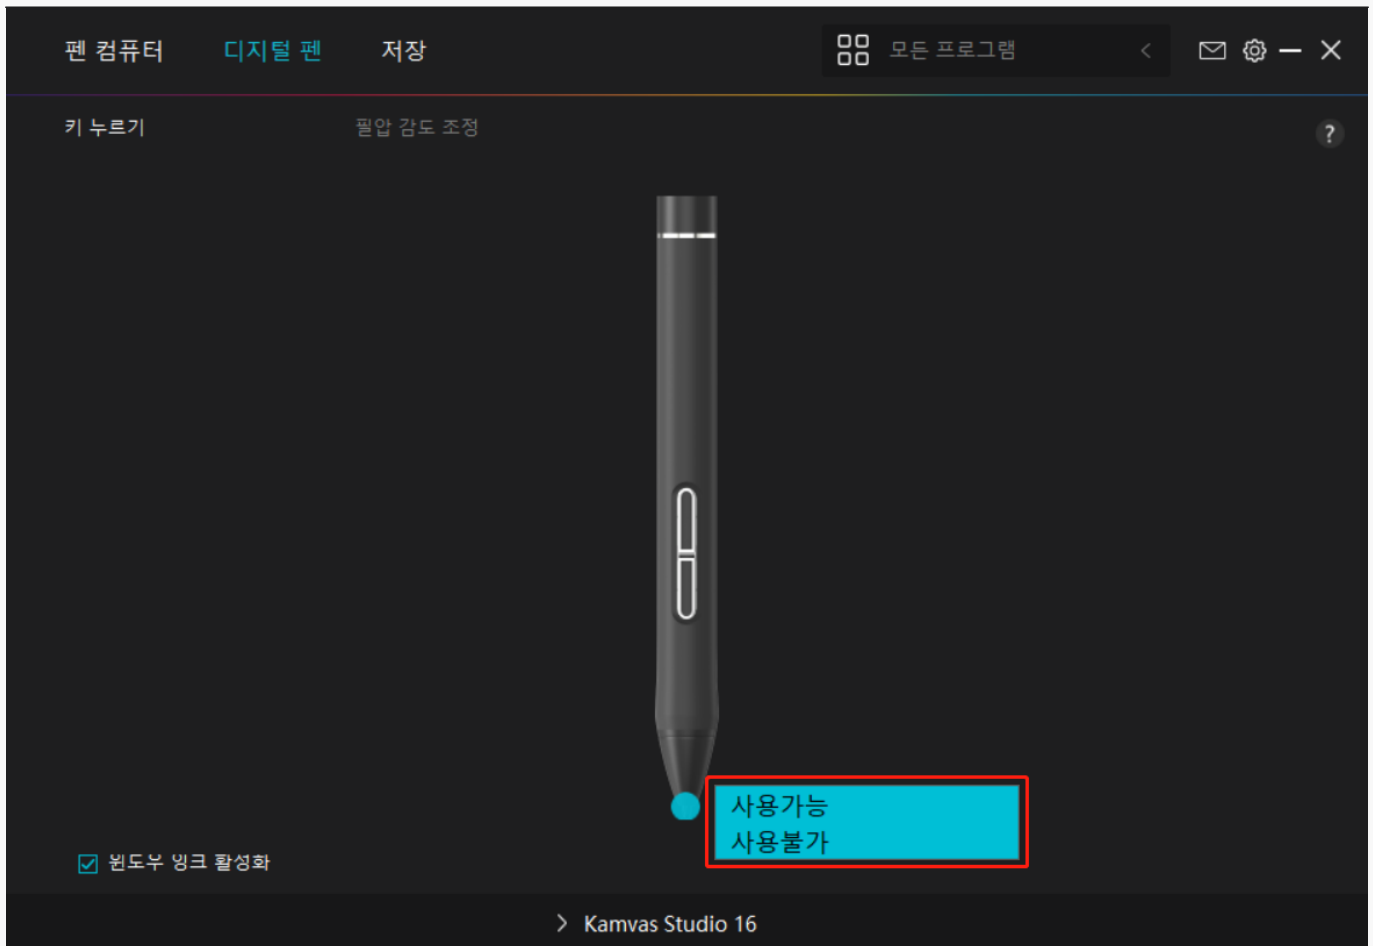 펜 컴퓨터 디지털 펜 저장 모든 프로그램
키 누르기 필압 감도 조정 ?
사용가능
사용불가
윈도우 잉크 활성화
Kamvas Studio 16